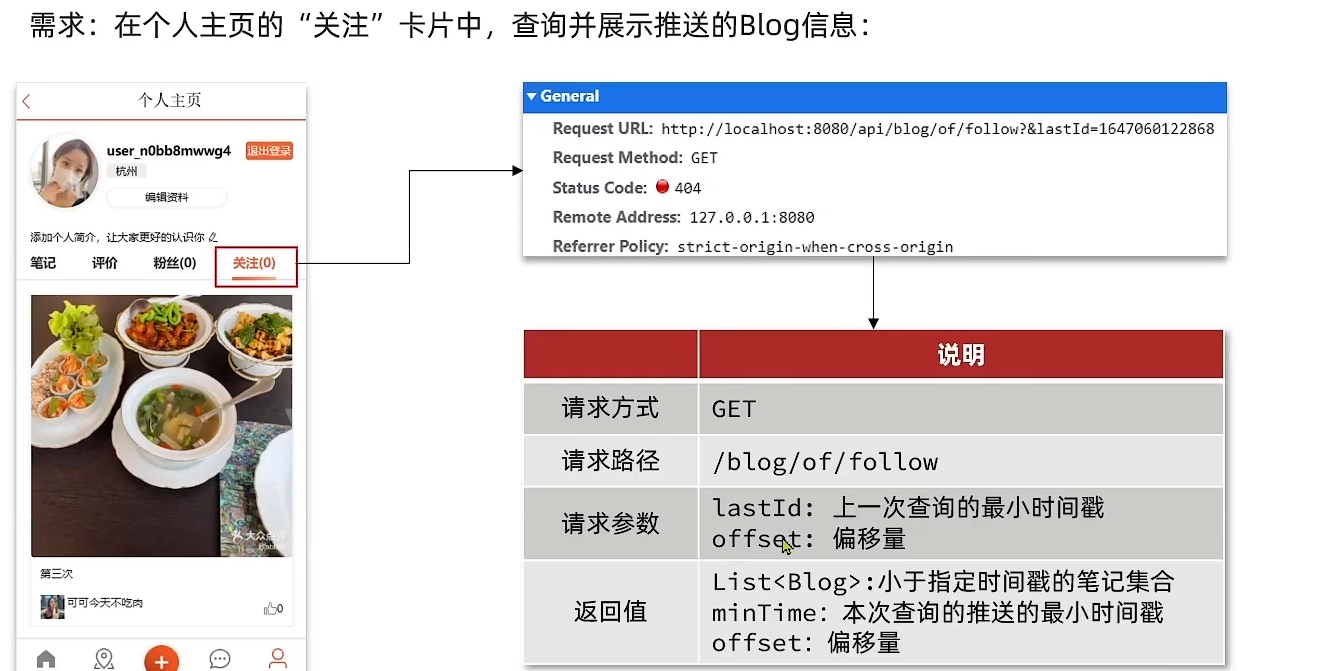 需求：在个人主页的“关注”卡片中，查询并展示推送的Blog信息：
个人主页
user_n0bb8mwwg4
退出登录
杭州
编辑资料
添加个人简介，让大家更好的认识你
笔记 评价 粉丝(0) 关注(0)
大众点评
第三次
可可今天不吃肉
0
General
Request URL: http://localhost:8080/api/blog/of/follow?&lastId=1647060122868
Request Method: GET
Status Code: 404
Remote Address: 127.0.0.1:8080
Referrer Policy: strict-origin-when-cross-origin
说明
请求方式 GET
请求路径 /blog/of/follow
请求参数
lastId: 上一次查询的最小时间戳
offset: 偏移量
返回值
List<Blog>:小于指定时间戳的笔记集合
minTime: 本次查询的推送的最小时间戳
offset: 偏移量